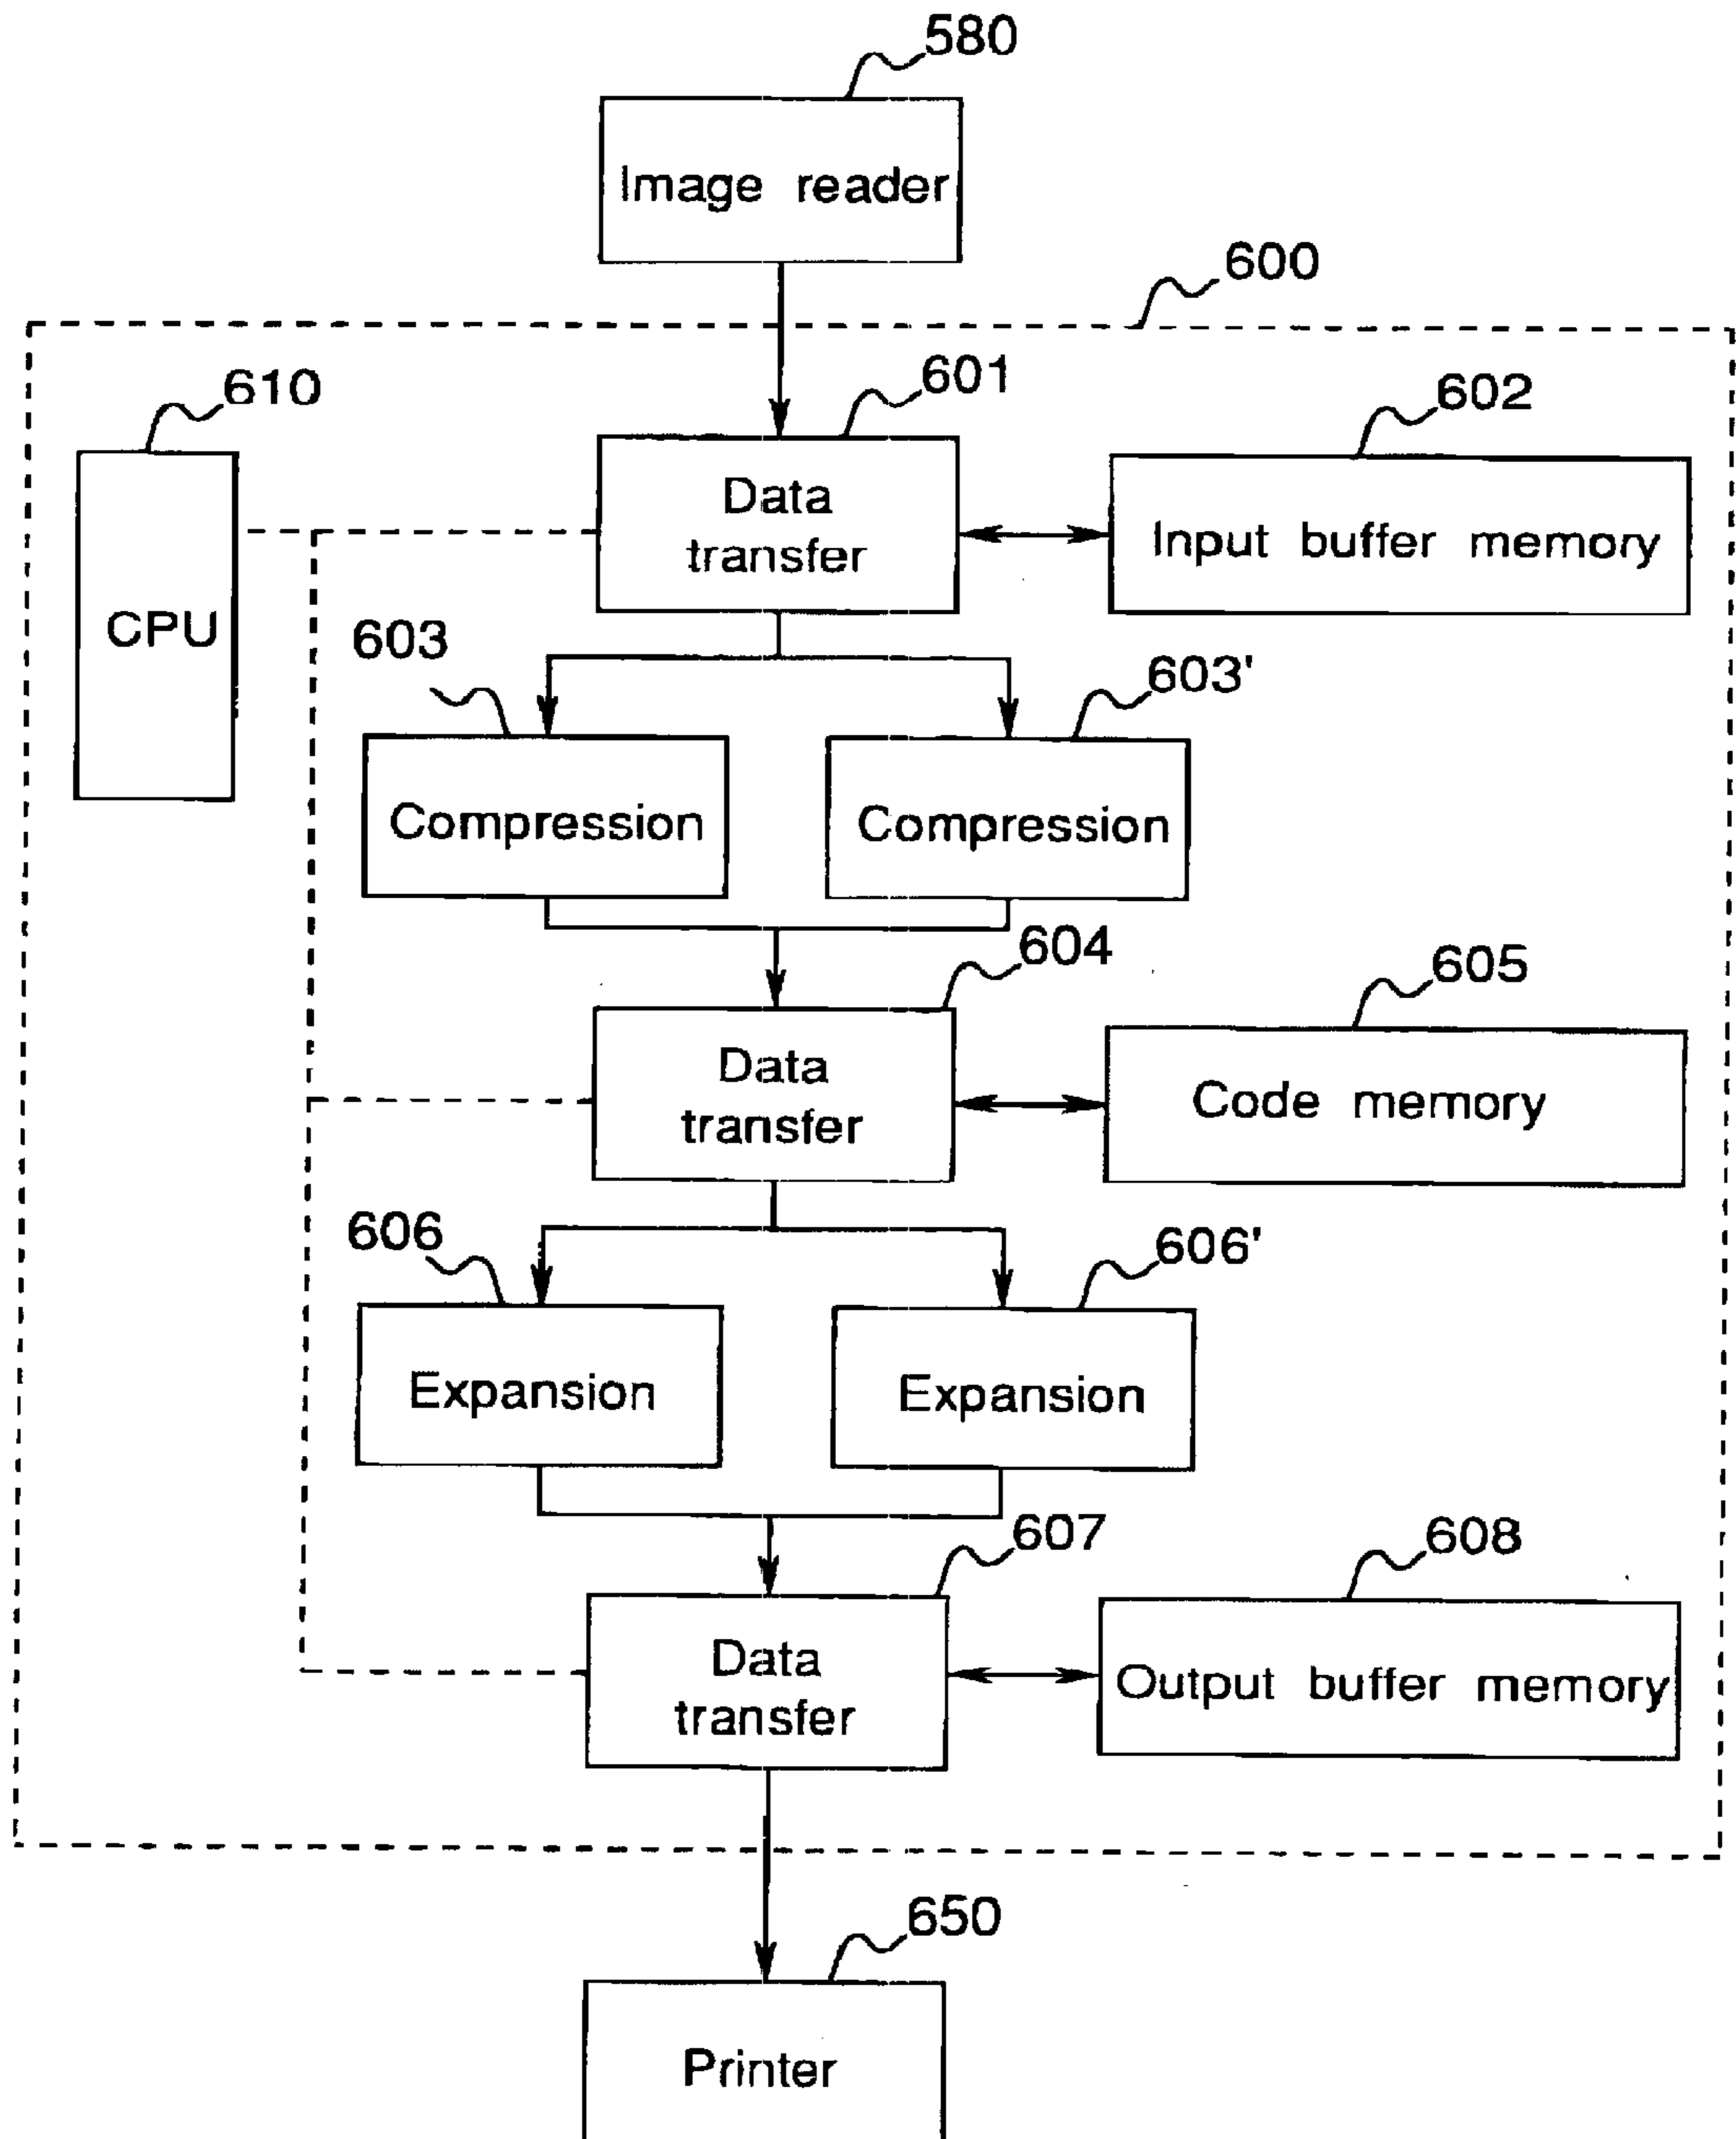 580
Image reader
600
610
601
602
CPU
Data
transfer
Input buffer memory
603
603'
Compression
Compression
604
605
Data
transfer
Code memory
606
606'
Expansion
Expansion
607
608
Data
transfer
Output buffer memory
650
Printer